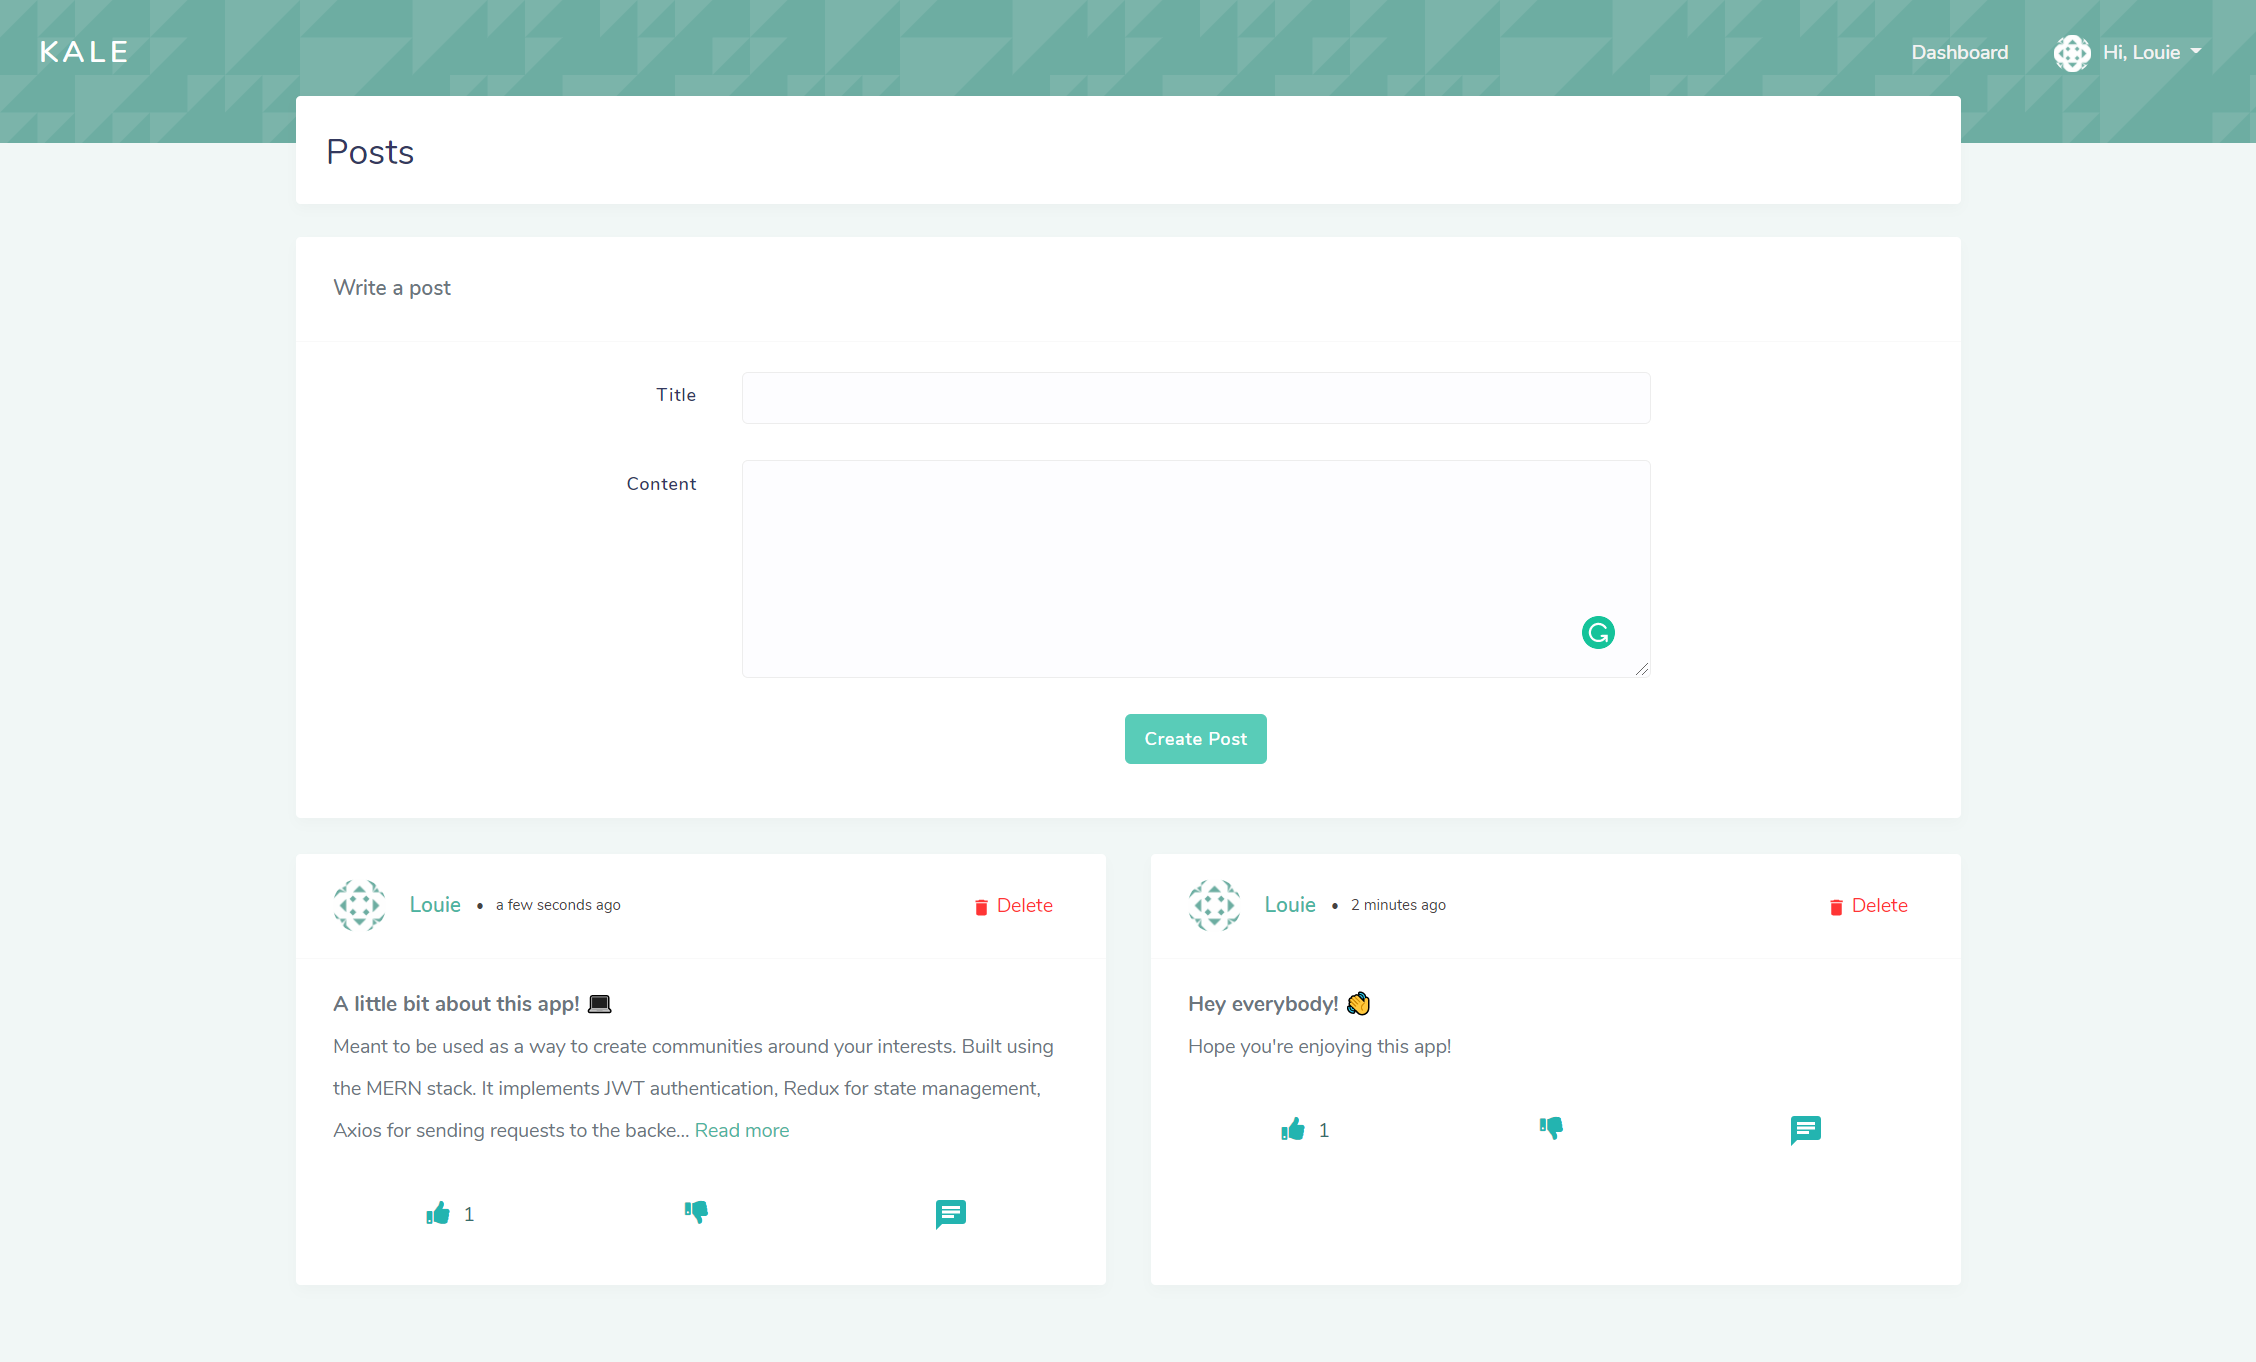 KALE
Dashboard
Hi, Louie
Posts
Write a post
Title
Content
Create Post
Louie • a few seconds ago
Delete
A little bit about this app! 💻
Meant to be used as a way to create communities around your interests. Built using
the MERN stack. It implements JWT authentication, Redux for state management,
Axios for sending requests to the backe... Read more
1
Louie • 2 minutes ago
Delete
Hey everybody! 👋
Hope you're enjoying this app!
1